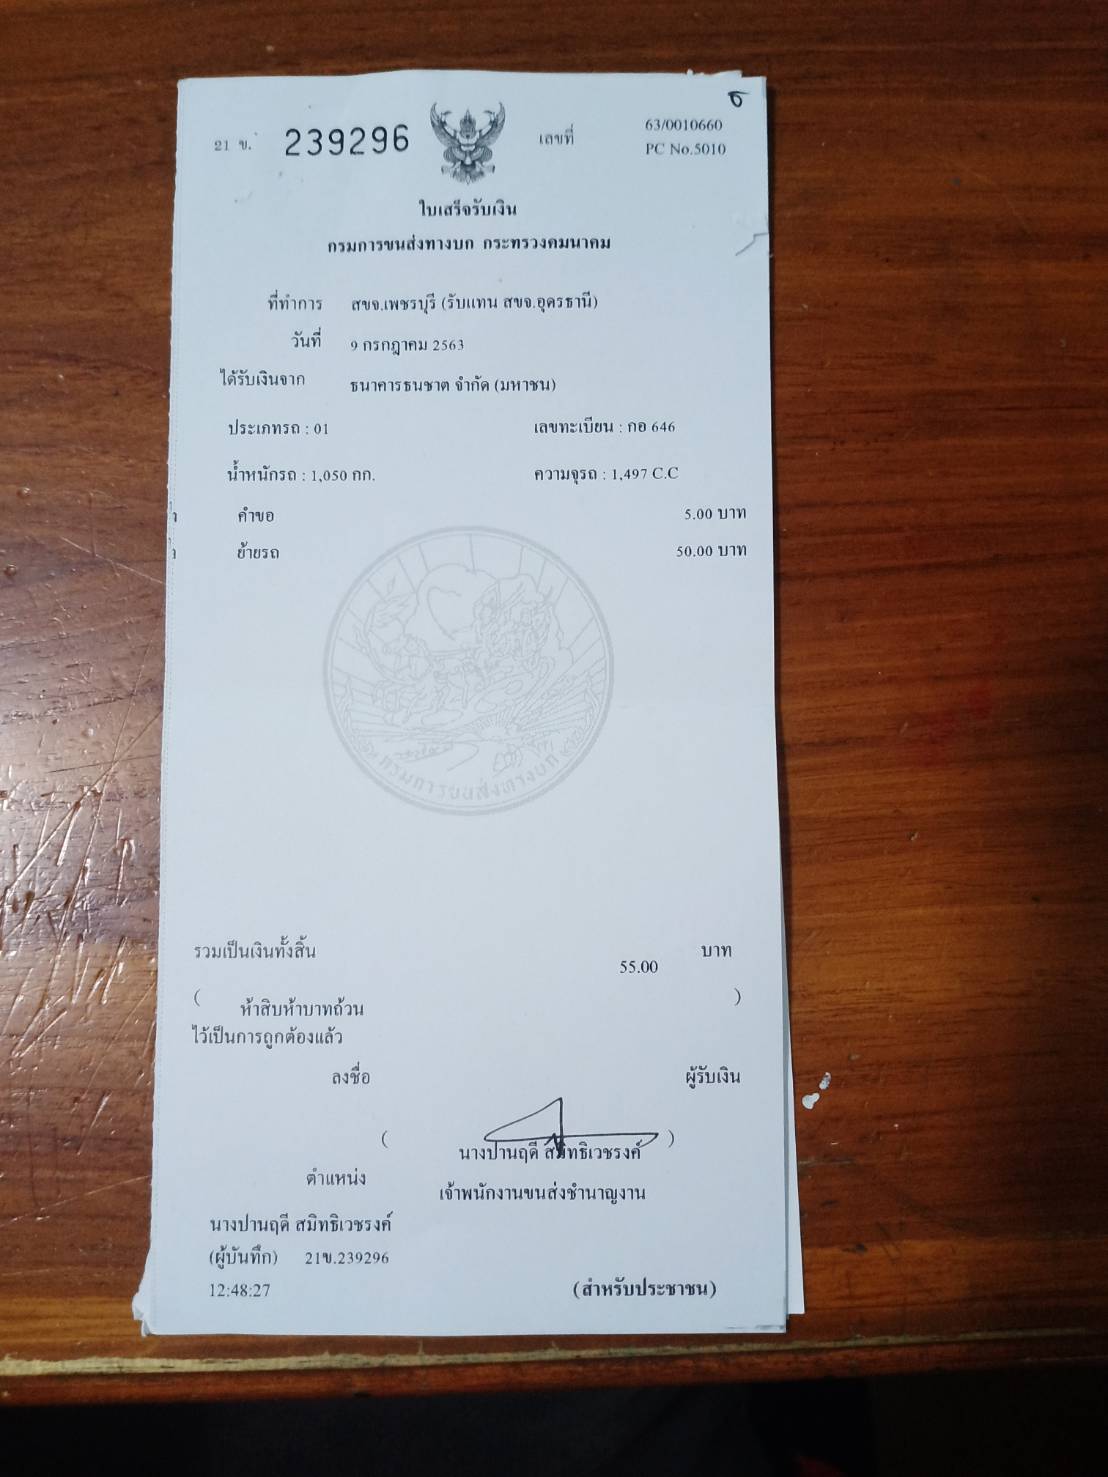 21 ข. 239296 เลขที่ 63/0010660
PC No.5010
ใบเสร็จรับเงิน
กรมการขนส่งทางบก กระทรวงคมนาคม
ที่ทำการ สขจ.เพชรบุรี (รับแทน สขจ.อุดรธานี)
วันที่ 9 กรกฎาคม 2563
ได้รับเงินจาก ธนาคารธนชาต จำกัด (มหาชน)
ประเภทรถ : 01 เลขทะเบียน : กอ 646
น้ำหนักรถ : 1,050 กก. ความจุรถ : 1,497 C.C
คำขอ 5.00 บาท
ย้ายรถ 50.00 บาท
กรมการขนส่งทางบก
รวมเป็นเงินทั้งสิ้น 55.00 บาท
( ห้าสิบห้าบาทถ้วน )
ไว้เป็นการถูกต้องแล้ว
ลงชื่อ ผู้รับเงิน
( นางปานฤดี สมิทธิเวชรงค์ )
ตำแหน่ง เจ้าพนักงานขนส่งชำนาญงาน
นางปานฤดี สมิทธิเวชรงค์
(ผู้บันทึก) 21ข.239296
12:48:27 (สำหรับประชาชน)